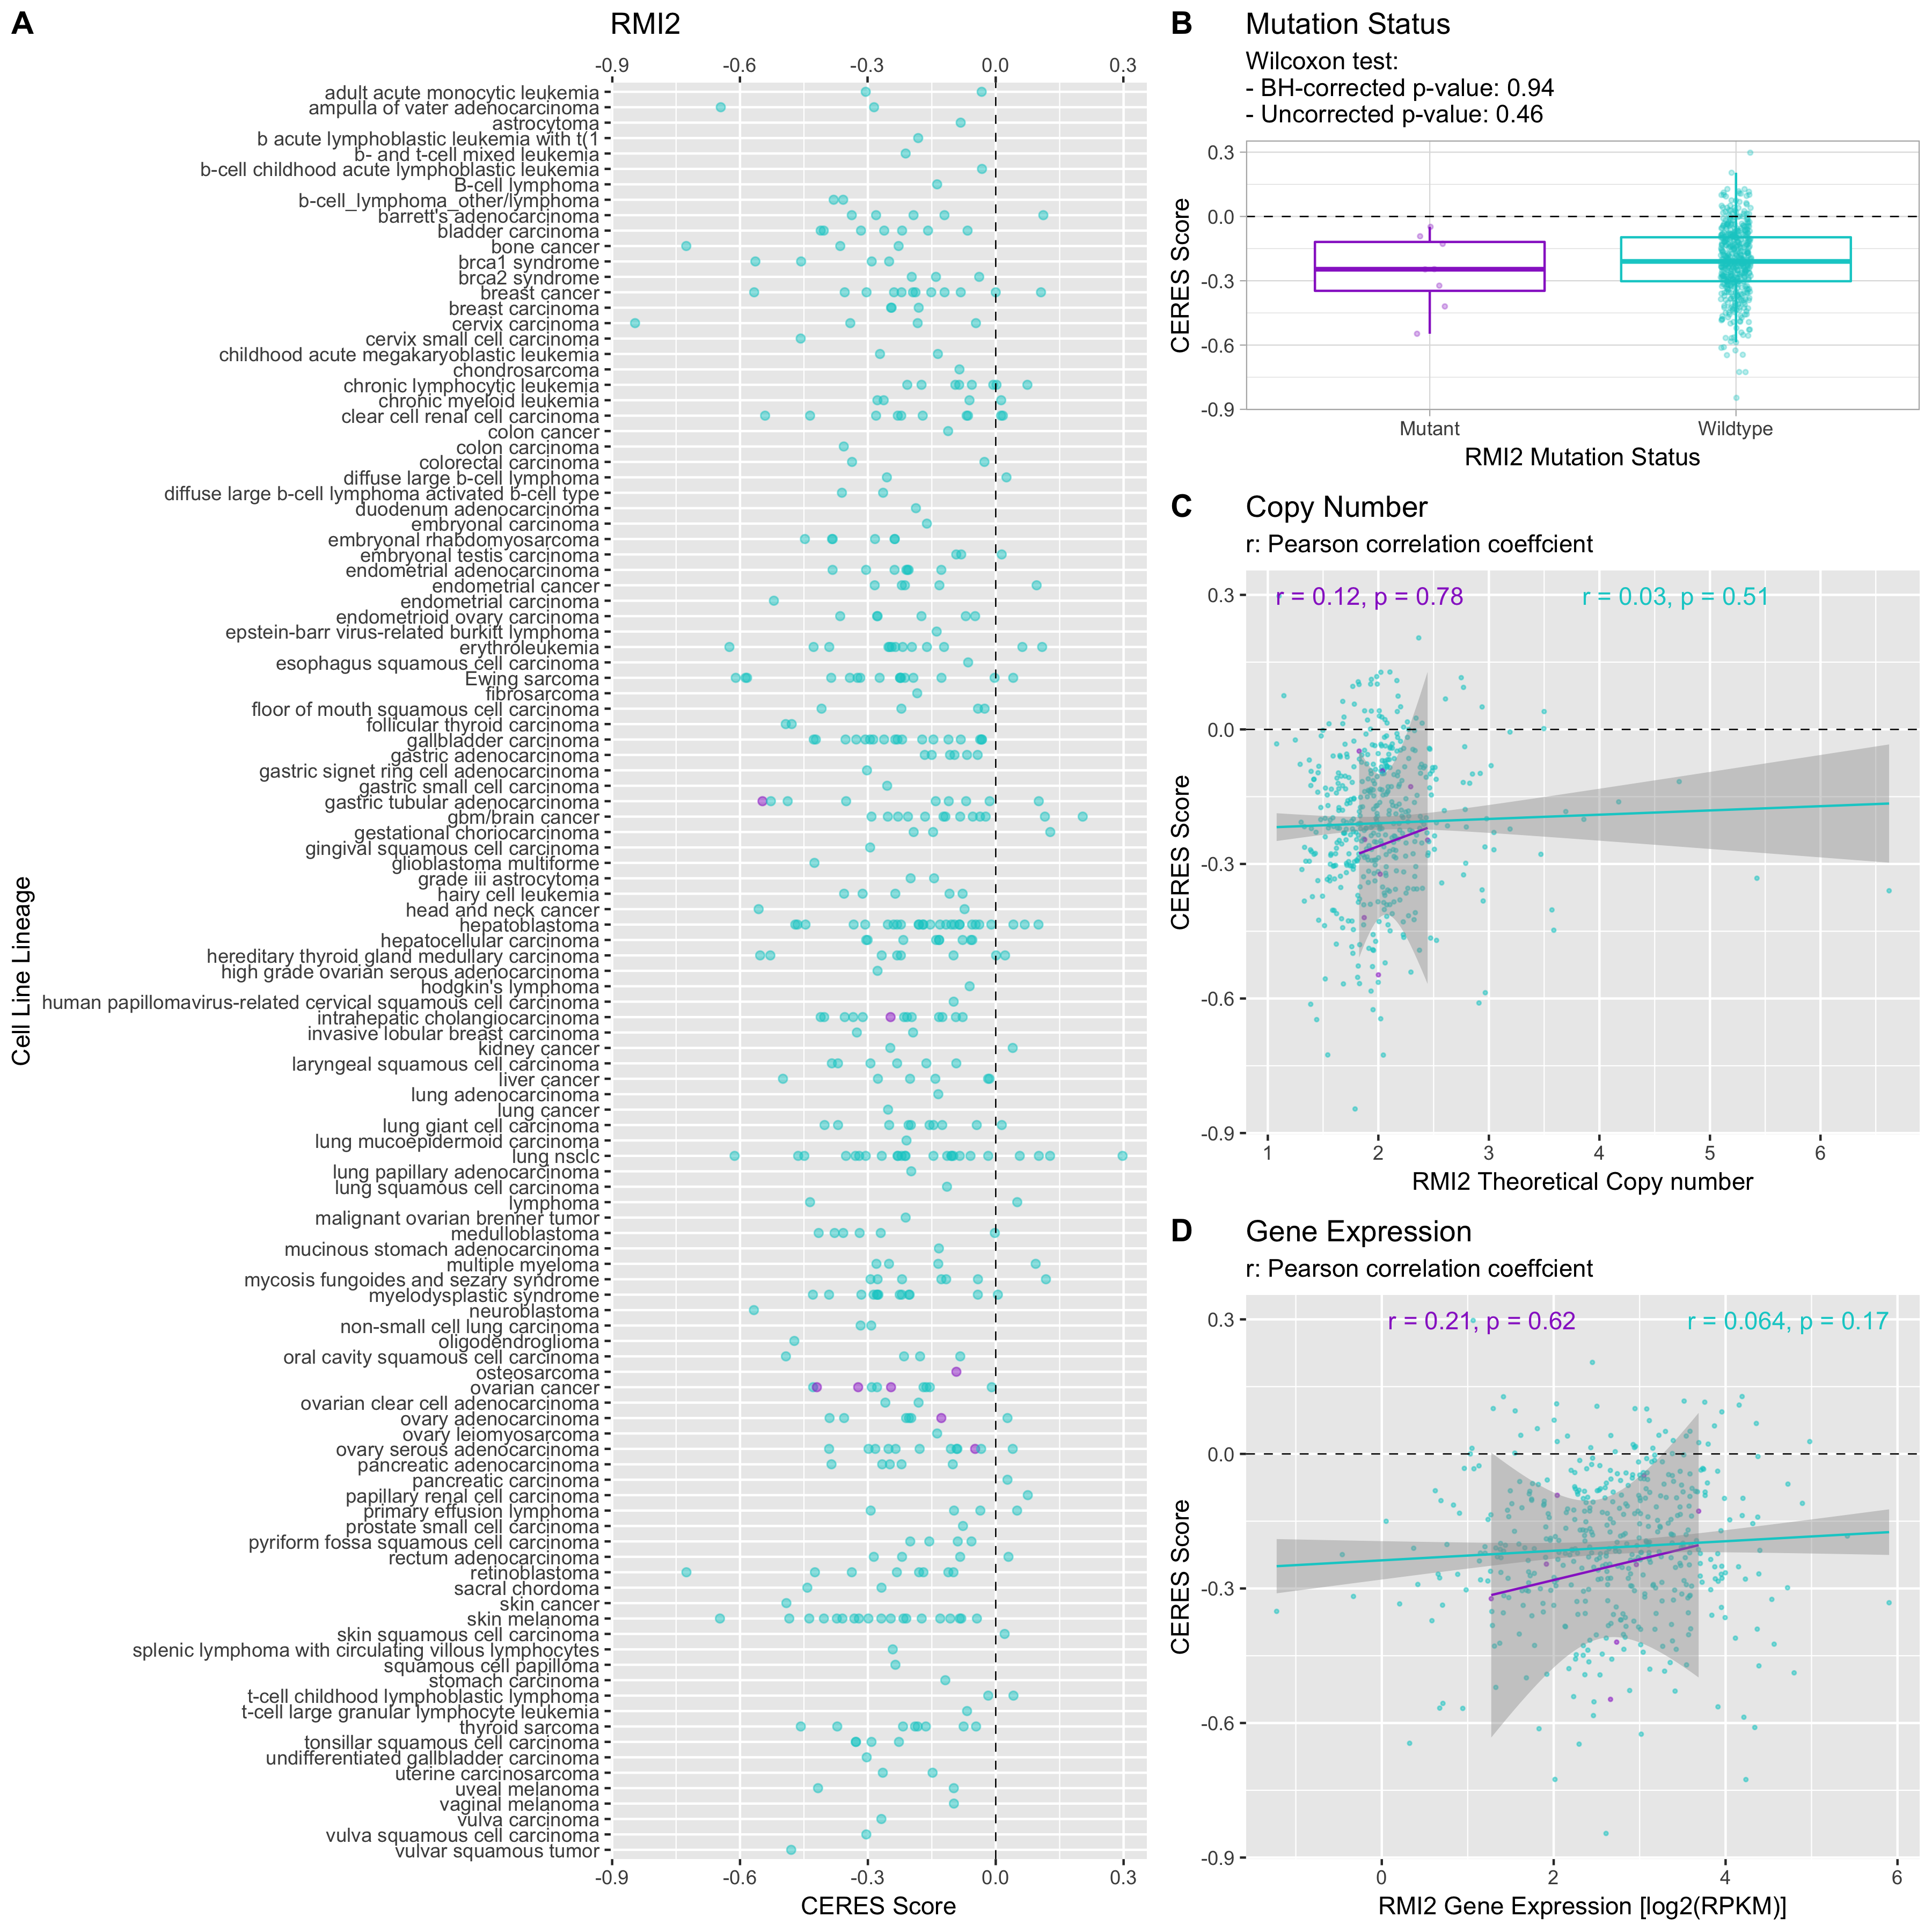 A
RMI2
-0.9 -0.6 -0.3 0.0 0.3
adult acute monocytic leukemia
ampulla of vater adenocarcinoma
astrocytoma
b acute lymphoblastic leukemia with t(1
b- and t-cell mixed leukemia
b-cell childhood acute lymphoblastic leukemia
B-cell lymphoma
b-cell_lymphoma_other/lymphoma
barrett's adenocarcinoma
bladder carcinoma
bone cancer
brca1 syndrome
brca2 syndrome
breast cancer
breast carcinoma
cervix carcinoma
cervix small cell carcinoma
childhood acute megakaryoblastic leukemia
chondrosarcoma
chronic lymphocytic leukemia
chronic myeloid leukemia
clear cell renal cell carcinoma
colon cancer
colon carcinoma
colorectal carcinoma
diffuse large b-cell lymphoma
diffuse large b-cell lymphoma activated b-cell type
duodenum adenocarcinoma
embryonal carcinoma
embryonal rhabdomyosarcoma
embryonal testis carcinoma
endometrial adenocarcinoma
endometrial cancer
endometrial carcinoma
endometrioid ovary carcinoma
epstein-barr virus-related burkitt lymphoma
erythroleukemia
esophagus squamous cell carcinoma
Ewing sarcoma
fibrosarcoma
floor of mouth squamous cell carcinoma
follicular thyroid carcinoma
gallbladder carcinoma
gastric adenocarcinoma
gastric signet ring cell adenocarcinoma
gastric small cell carcinoma
gastric tubular adenocarcinoma
gbm/brain cancer
gestational choriocarcinoma
gingival squamous cell carcinoma
glioblastoma multiforme
grade iii astrocytoma
hairy cell leukemia
head and neck cancer
hepatoblastoma
hepatocellular carcinoma
hereditary thyroid gland medullary carcinoma
high grade ovarian serous adenocarcinoma
hodgkin's lymphoma
human papillomavirus-related cervical squamous cell carcinoma
intrahepatic cholangiocarcinoma
invasive lobular breast carcinoma
kidney cancer
laryngeal squamous cell carcinoma
liver cancer
lung adenocarcinoma
lung cancer
lung giant cell carcinoma
lung mucoepidermoid carcinoma
lung nsclc
lung papillary adenocarcinoma
lung squamous cell carcinoma
lymphoma
malignant ovarian brenner tumor
medulloblastoma
mucinous stomach adenocarcinoma
multiple myeloma
mycosis fungoides and sezary syndrome
myelodysplastic syndrome
neuroblastoma
non-small cell lung carcinoma
oligodendroglioma
oral cavity squamous cell carcinoma
osteosarcoma
ovarian cancer
ovarian clear cell adenocarcinoma
ovary adenocarcinoma
ovary leiomyosarcoma
ovary serous adenocarcinoma
pancreatic adenocarcinoma
pancreatic carcinoma
papillary renal cell carcinoma
primary effusion lymphoma
prostate small cell carcinoma
pyriform fossa squamous cell carcinoma
rectum adenocarcinoma
retinoblastoma
sacral chordoma
skin cancer
skin melanoma
skin squamous cell carcinoma
splenic lymphoma with circulating villous lymphocytes
squamous cell papilloma
stomach carcinoma
t-cell childhood lymphoblastic lymphoma
t-cell large granular lymphocyte leukemia
thyroid sarcoma
tonsillar squamous cell carcinoma
undifferentiated gallbladder carcinoma
uterine carcinosarcoma
uveal melanoma
vaginal melanoma
vulva carcinoma
vulva squamous cell carcinoma
vulvar squamous tumor
-0.9 -0.6 -0.3 0.0 0.3
CERES Score
Cell Line Lineage
B
Mutation Status
Wilcoxon test:
- BH-corrected p-value: 0.94
- Uncorrected p-value: 0.46
0.3
0.0
-0.3
-0.6
-0.9
CERES Score
Mutant Wildtype
RMI2 Mutation Status
C
Copy Number
r: Pearson correlation coeffcient
r = 0.12, p = 0.78 r = 0.03, p = 0.51
0.3
0.0
-0.3
-0.6
-0.9
CERES Score
1 2 3 4 5 6
RMI2 Theoretical Copy number
D
Gene Expression
r: Pearson correlation coeffcient
r = 0.21, p = 0.62 r = 0.064, p = 0.17
0.3
0.0
-0.3
-0.6
-0.9
CERES Score
0 2 4 6
RMI2 Gene Expression [log2(RPKM)]